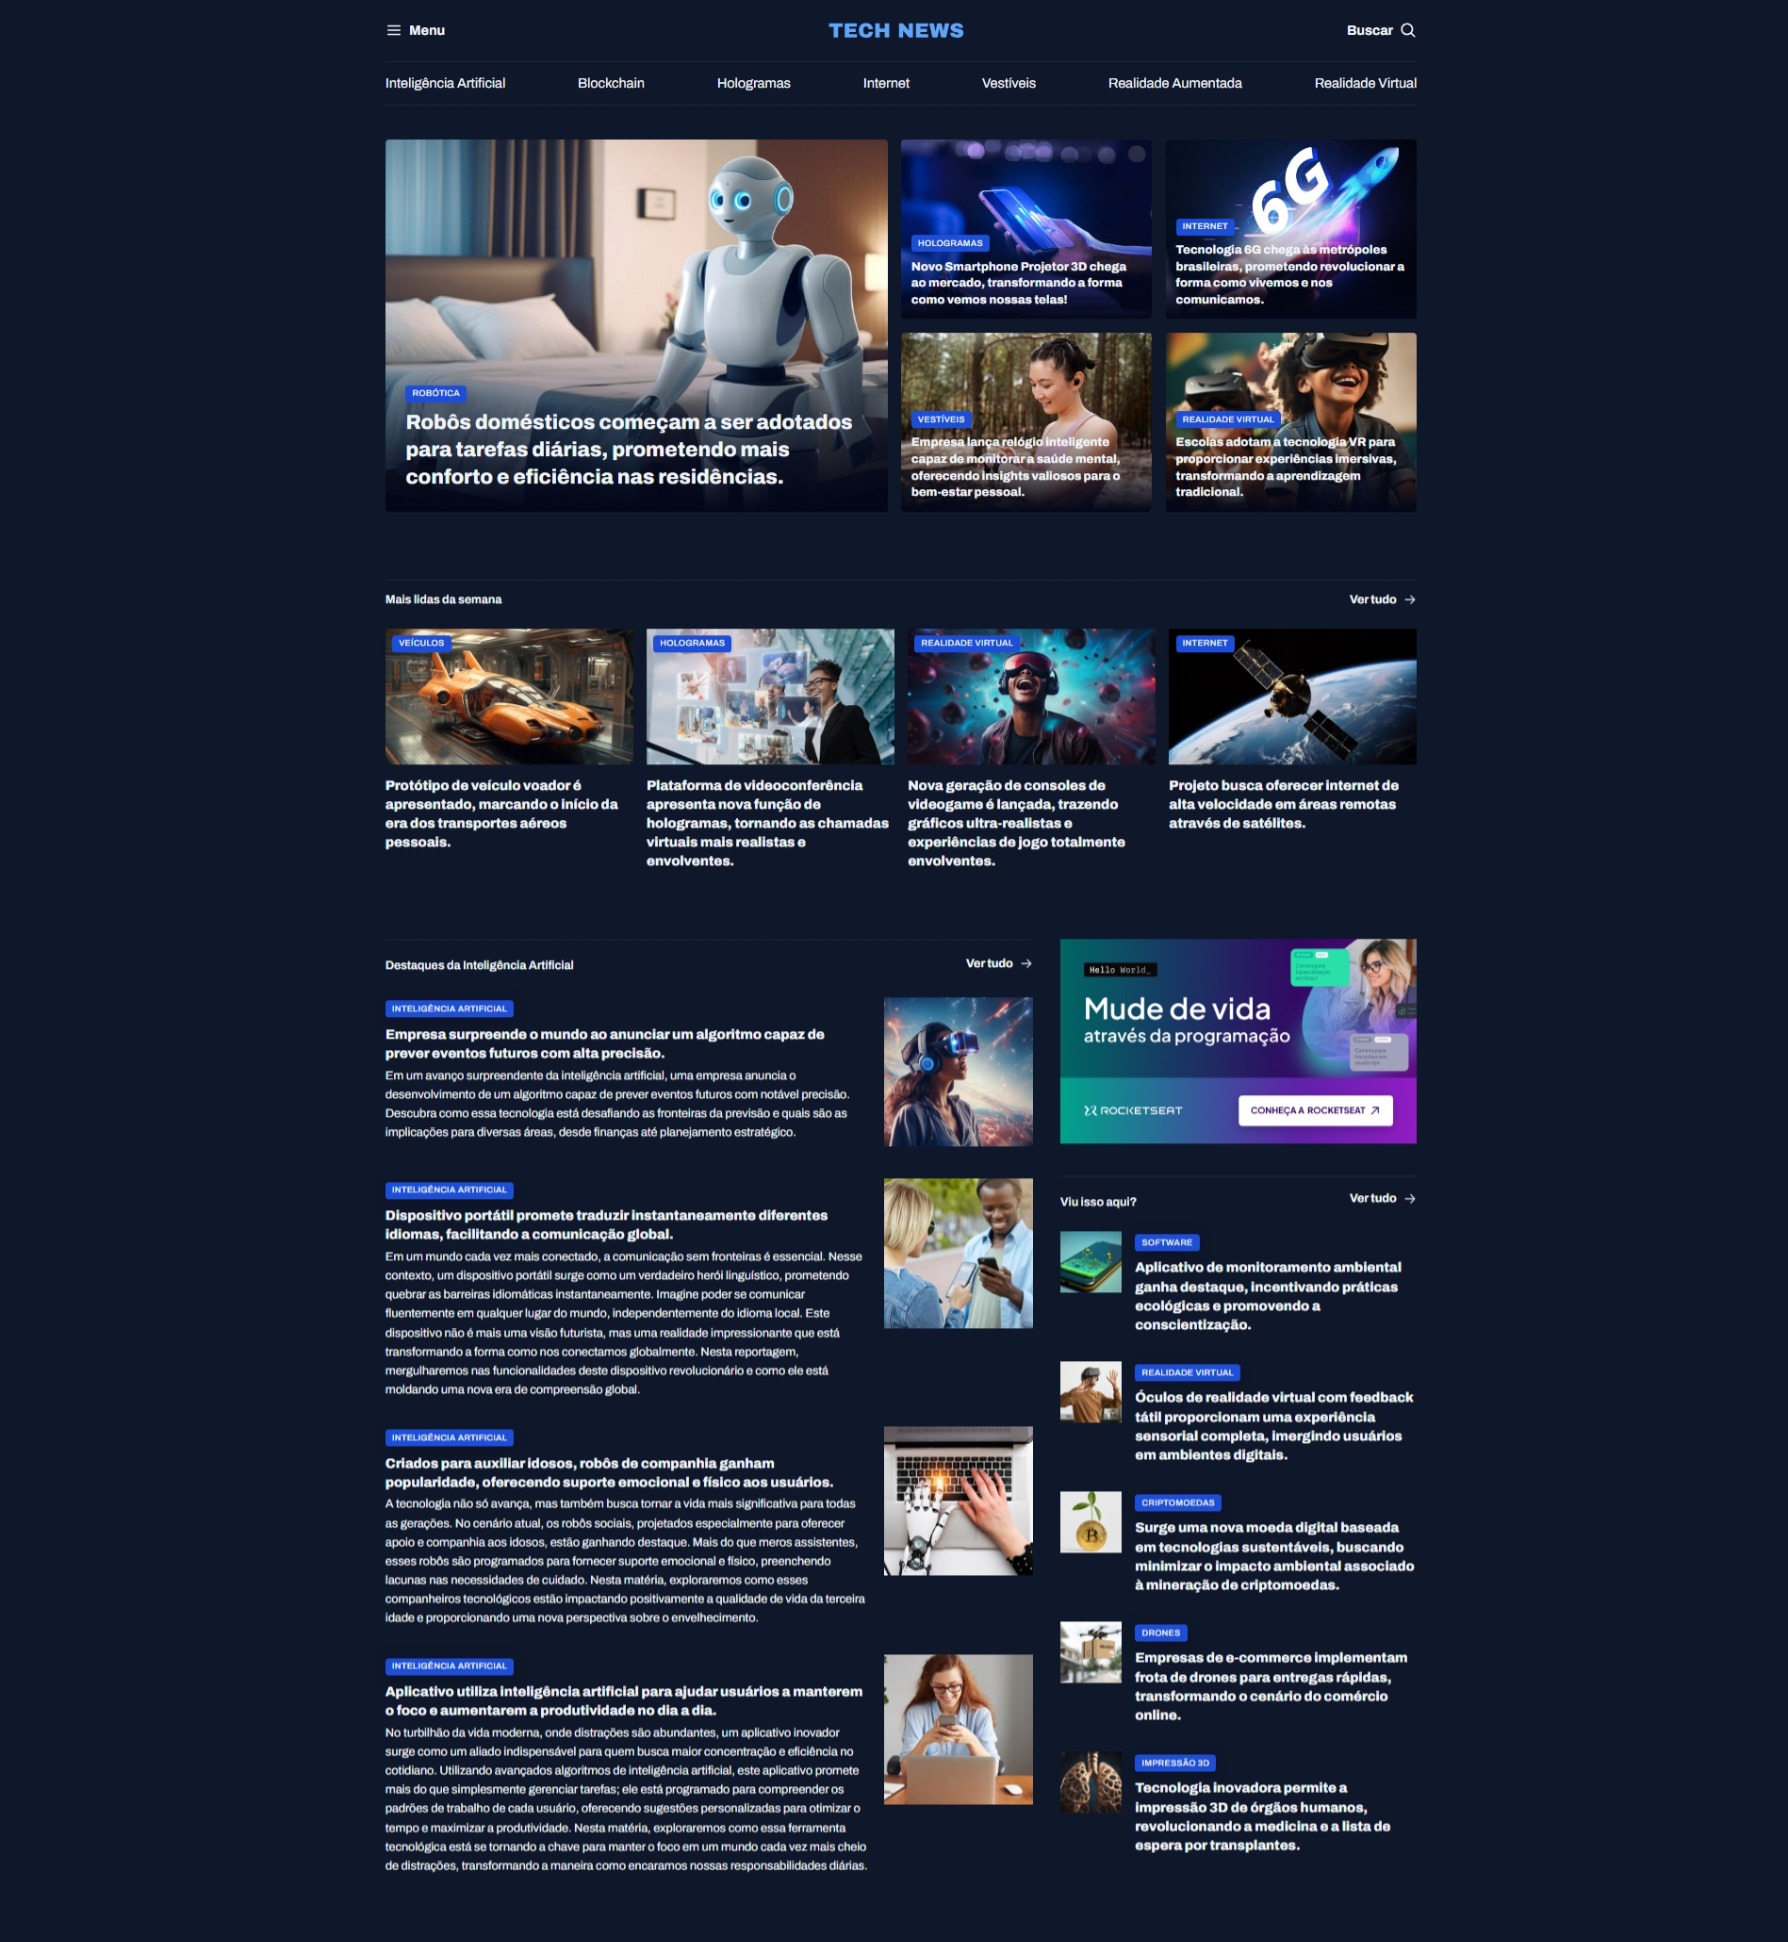 Menu
TECH NEWS
Buscar
Inteligência Artificial
Blockchain
Hologramas
Internet
Vestíveis
Realidade Aumentada
Realidade Virtual
ROBÓTICA
Robôs domésticos começam a ser adotados
para tarefas diárias, prometendo mais
conforto e eficiência nas residências.
HOLOGRAMAS
Novo Smartphone Projetor 3D chega
ao mercado, transformando a forma
como vemos nossas telas!
6G
INTERNET
Tecnologia 6G chega às metrópoles
brasileiras, prometendo revolucionar a
forma como vivemos e nos
comunicamos.
VESTÍVEIS
Empresa lança relógio inteligente
capaz de monitorar a saúde mental,
oferecendo insights valiosos para o
bem-estar pessoal.
REALIDADE VIRTUAL
Escolas adotam a tecnologia VR para
proporcionar experiências imersivas,
transformando a aprendizagem
tradicional.
Mais lidas da semana
Ver tudo
VEÍCULOS
Protótipo de veículo voador é
apresentado, marcando o início da
era dos transportes aéreos
pessoais.
HOLOGRAMAS
Plataforma de videoconferência
apresenta nova função de
hologramas, tornando as chamadas
virtuais mais realistas e
envolventes.
REALIDADE VIRTUAL
Nova geração de consoles de
videogame é lançada, trazendo
gráficos ultra-realistas e
experiências de jogo totalmente
envolventes.
INTERNET
Projeto busca oferecer internet de
alta velocidade em áreas remotas
através de satélites.
Destaques da Inteligência Artificial
Ver tudo
INTELIGÊNCIA ARTIFICIAL
Empresa surpreende o mundo ao anunciar um algoritmo capaz de
prever eventos futuros com alta precisão.
Em um avanço surpreendente da inteligência artificial, uma empresa anuncia o
desenvolvimento de um algoritmo capaz de prever eventos futuros com notável precisão.
Descubra como essa tecnologia está desafiando as fronteiras da previsão e quais são as
implicações para diversas áreas, desde finanças até planejamento estratégico.
INTELIGÊNCIA ARTIFICIAL
Dispositivo portátil promete traduzir instantaneamente diferentes
idiomas, facilitando a comunicação global.
Em um mundo cada vez mais conectado, a comunicação sem fronteiras é essencial. Nesse
contexto, um dispositivo portátil surge como um verdadeiro herói linguístico, prometendo
quebrar as barreiras idiomáticas instantaneamente. Imagine poder se comunicar
fluentemente em qualquer lugar do mundo, independentemente do idioma local. Este
dispositivo não é mais uma visão futurista, mas uma realidade impressionante que está
transformando a forma como nos conectamos globalmente. Nesta reportagem,
mergulharemos nas funcionalidades deste dispositivo revolucionário e como ele está
moldando uma nova era de compreensão global.
INTELIGÊNCIA ARTIFICIAL
Criados para auxiliar idosos, robôs de companhia ganham
popularidade, oferecendo suporte emocional e físico aos usuários.
A tecnologia não só avança, mas também busca tornar a vida mais significativa para todas
as gerações. No cenário atual, os robôs sociais, projetados especialmente para oferecer
apoio e companhia aos idosos, estão ganhando destaque. Mais do que meros assistentes,
esses robôs são programados para fornecer suporte emocional e físico, preenchendo
lacunas nas necessidades de cuidado. Nesta matéria, exploraremos como esses
companheiros tecnológicos estão impactando positivamente a qualidade de vida da terceira
idade e proporcionando uma nova perspectiva sobre o envelhecimento.
INTELIGÊNCIA ARTIFICIAL
Aplicativo utiliza inteligência artificial para ajudar usuários a manterem
o foco e aumentarem a produtividade no dia a dia.
No turbilhão da vida moderna, onde distrações são abundantes, um aplicativo inovador
surge como um aliado indispensável para quem busca maior concentração e eficiência no
cotidiano. Utilizando avançados algoritmos de inteligência artificial, este aplicativo promete
mais do que simplesmente gerenciar tarefas; ele está programado para compreender os
padrões de trabalho de cada usuário, oferecendo sugestões personalizadas para otimizar o
tempo e maximizar a produtividade. Nesta matéria, exploraremos como essa ferramenta
tecnológica está se tornando a chave para manter o foco em um mundo cada vez mais cheio
de distrações, transformando a maneira como encaramos nossas responsabilidades diárias.
Hello World_
Mude de vida
através da programação
ROCKETSEAT
CONHEÇA A ROCKETSEAT
Viu isso aqui?
Ver tudo
SOFTWARE
Aplicativo de monitoramento ambiental
ganha destaque, incentivando práticas
ecológicas e promovendo a
conscientização.
REALIDADE VIRTUAL
Óculos de realidade virtual com feedback
tátil proporcionam uma experiência
sensorial completa, imergindo usuários
em ambientes digitais.
CRIPTOMOEDAS
Surge uma nova moeda digital baseada
em tecnologias sustentáveis, buscando
minimizar o impacto ambiental associado
à mineração de criptomoedas.
DRONES
Empresas de e-commerce implementam
frota de drones para entregas rápidas,
transformando o cenário do comércio
online.
IMPRESSÃO 3D
Tecnologia inovadora permite a
impressão 3D de órgãos humanos,
revolucionando a medicina e a lista de
espera por transplantes.